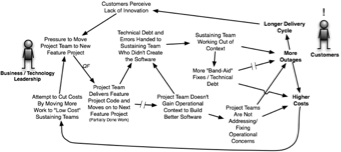 Customers Perceive
Lack of Innovation
!
Pressure to Move
Project Team to New
Feature Project
Technical Debt and
Errors Handed to
Sustaining Team
Who Didn't Create
the Software
Sustaining Team
Working Out of
Context
Longer Delivery
Cycle
Customers
More
Outages
Business / Technology
Leadership
or
More "Band-Aid"
Fixes / Technical
Debt
Attempt to Cut Costs
By Moving More
Work to "Low Cost"
Sustaining Teams
Project Team
Delivers Feature
Project Code and
Moves on to Next
Feature Project
(Partially Done Work)
Project Team Doesn't
Gain Operational
Context to Build
Better Software
Project Teams
Are Not
Addressing/
Fixing
Operational
Concerns
Higher
Costs